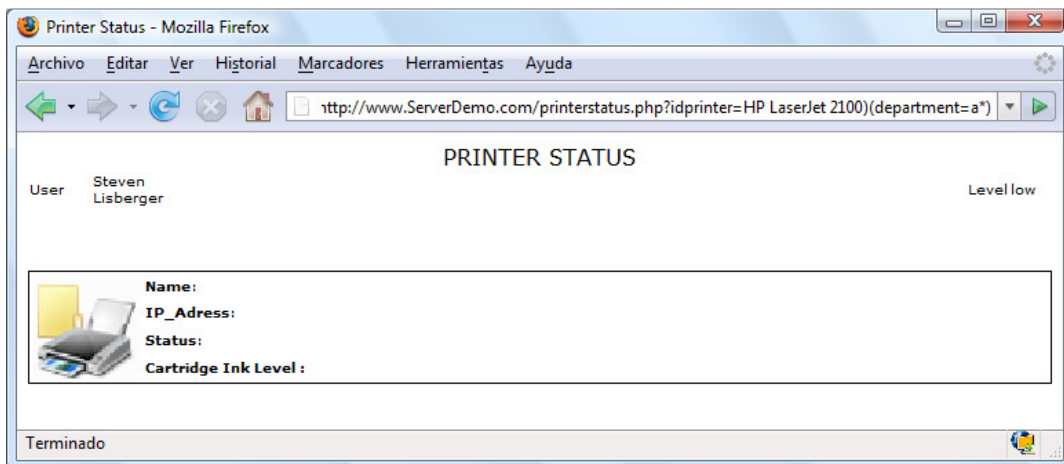 Printer Status - Mozilla Firefox
Archivo Editar Ver Historial Marcadores Herramientas Ayuda
ttp://www.ServerDemo.com/printerstatus.php?idprinter=HP LaserJet 2100)(department=a*)
PRINTER STATUS
User Steven Lisberger Level low
Name:
IP_Adress:
Status:
Cartridge Ink Level :
Terminado